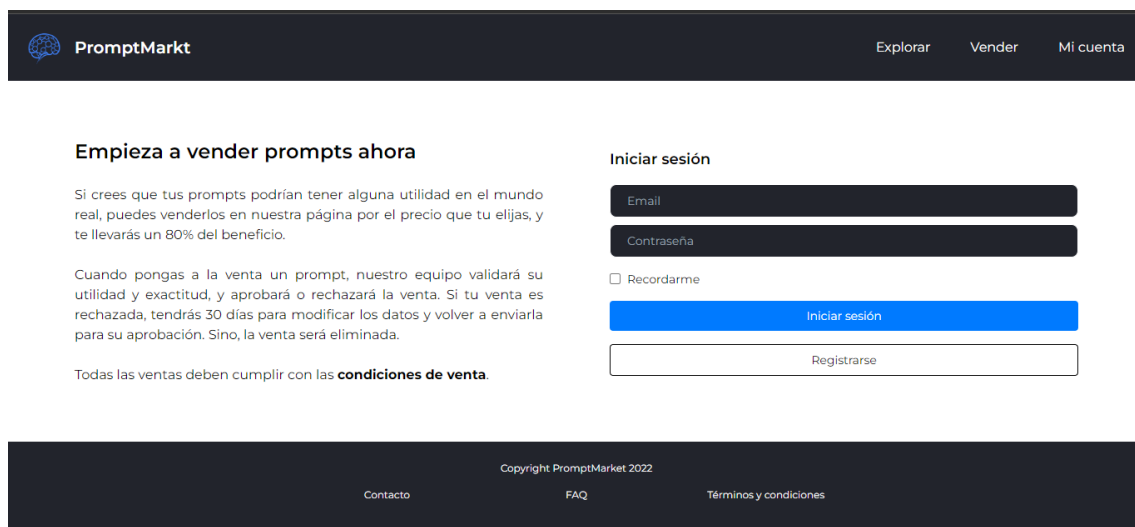 PromptMarkt
Explorar
Vender
Mi cuenta
Empieza a vender prompts ahora
Si crees que tus prompts podrían tener alguna utilidad en el mundo
real, puedes venderlos en nuestra página por el precio que tu elijas, y
te llevarás un 80% del beneficio.
Cuando pongas a la venta un prompt, nuestro equipo validará su
utilidad y exactitud, y aprobará o rechazará la venta. Si tu venta es
rechazada, tendrás 30 días para modificar los datos y volver a enviarla
para su aprobación. Sino, la venta será eliminada.
Todas las ventas deben cumplir con las condiciones de venta.
Iniciar sesión
Email
Contraseña
Recordarme
Iniciar sesión
Registrarse
Copyright PromptMarket 2022
Contacto
FAQ
Términos y condiciones